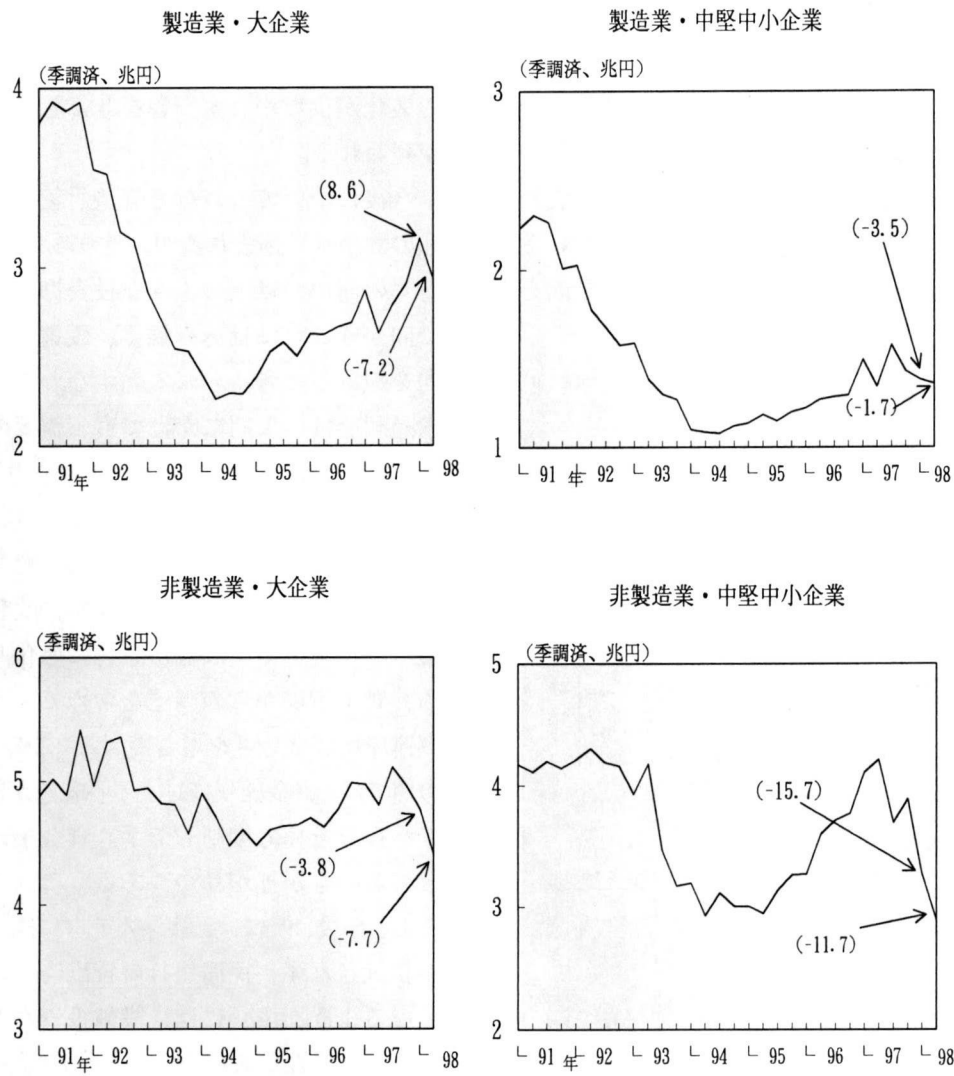 製造業・大企業
(季調済、兆円)
4
3
2
(8.6)
(-7.2)
91年 92 93 94 95 96 97 98
製造業・中堅中小企業
(季調済、兆円)
3
2
1
(-3.5)
(-1.7)
91 年 92 93 94 95 96 97 98
非製造業・大企業
(季調済、兆円)
6
5
4
3
(-3.8)
(-7.7)
91年 92 93 94 95 96 97 98
非製造業・中堅中小企業
(季調済、兆円)
5
4
3
2
(-15.7)
(-11.7)
91 年 92 93 94 95 96 97 98